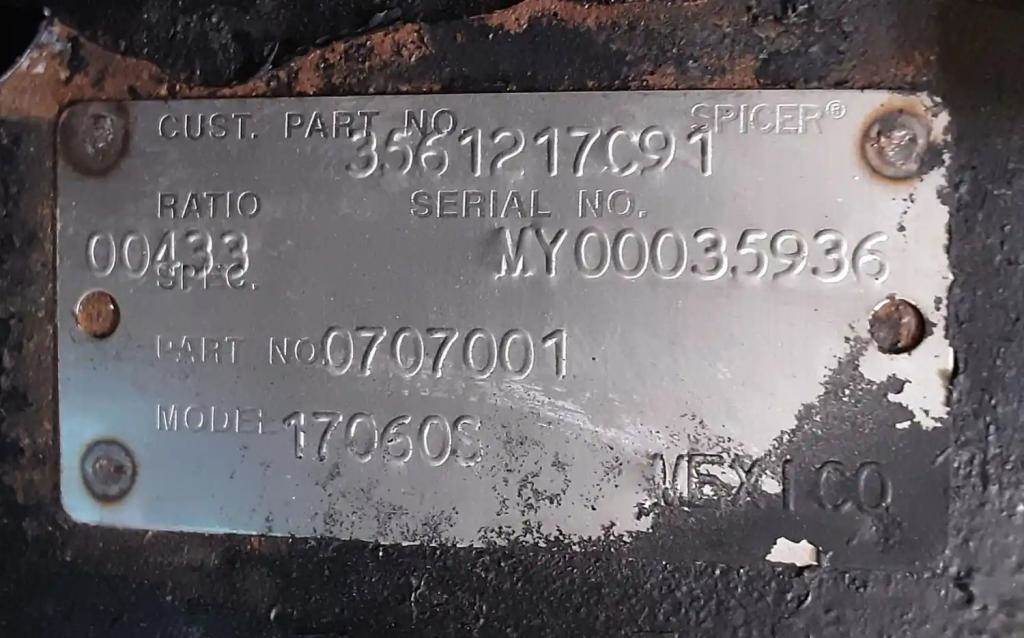 CUST. PART NO. SPICER®
3561217C91
RATIO SERIAL NO.
00433 MY00035936
SPEC.
PART NO. 0707001
MODEL 17060S
MEXICO